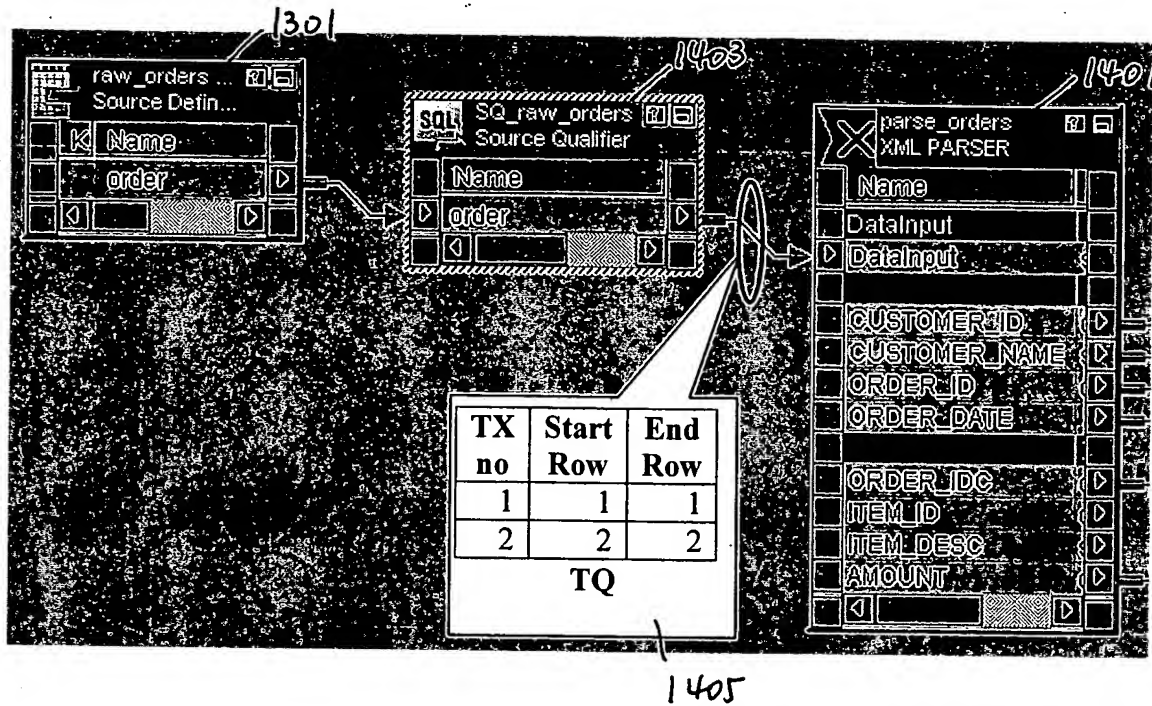 1301
raw_orders ...
Source Defin...
K Name
order
1403
SQL
SQ_raw_orders
Source Qualifier
Name
order
1401
parse_orders
XML PARSER
Name
DataInput
DataInput
CUSTOMER_ID
CUSTOMER_NAME
ORDER_ID
ORDER_DATE
ORDER_ID0
ITEM_ID
ITEM_DESC
AMOUNT
TX no Start Row End Row
1 1 1
2 2 2
TQ
1405